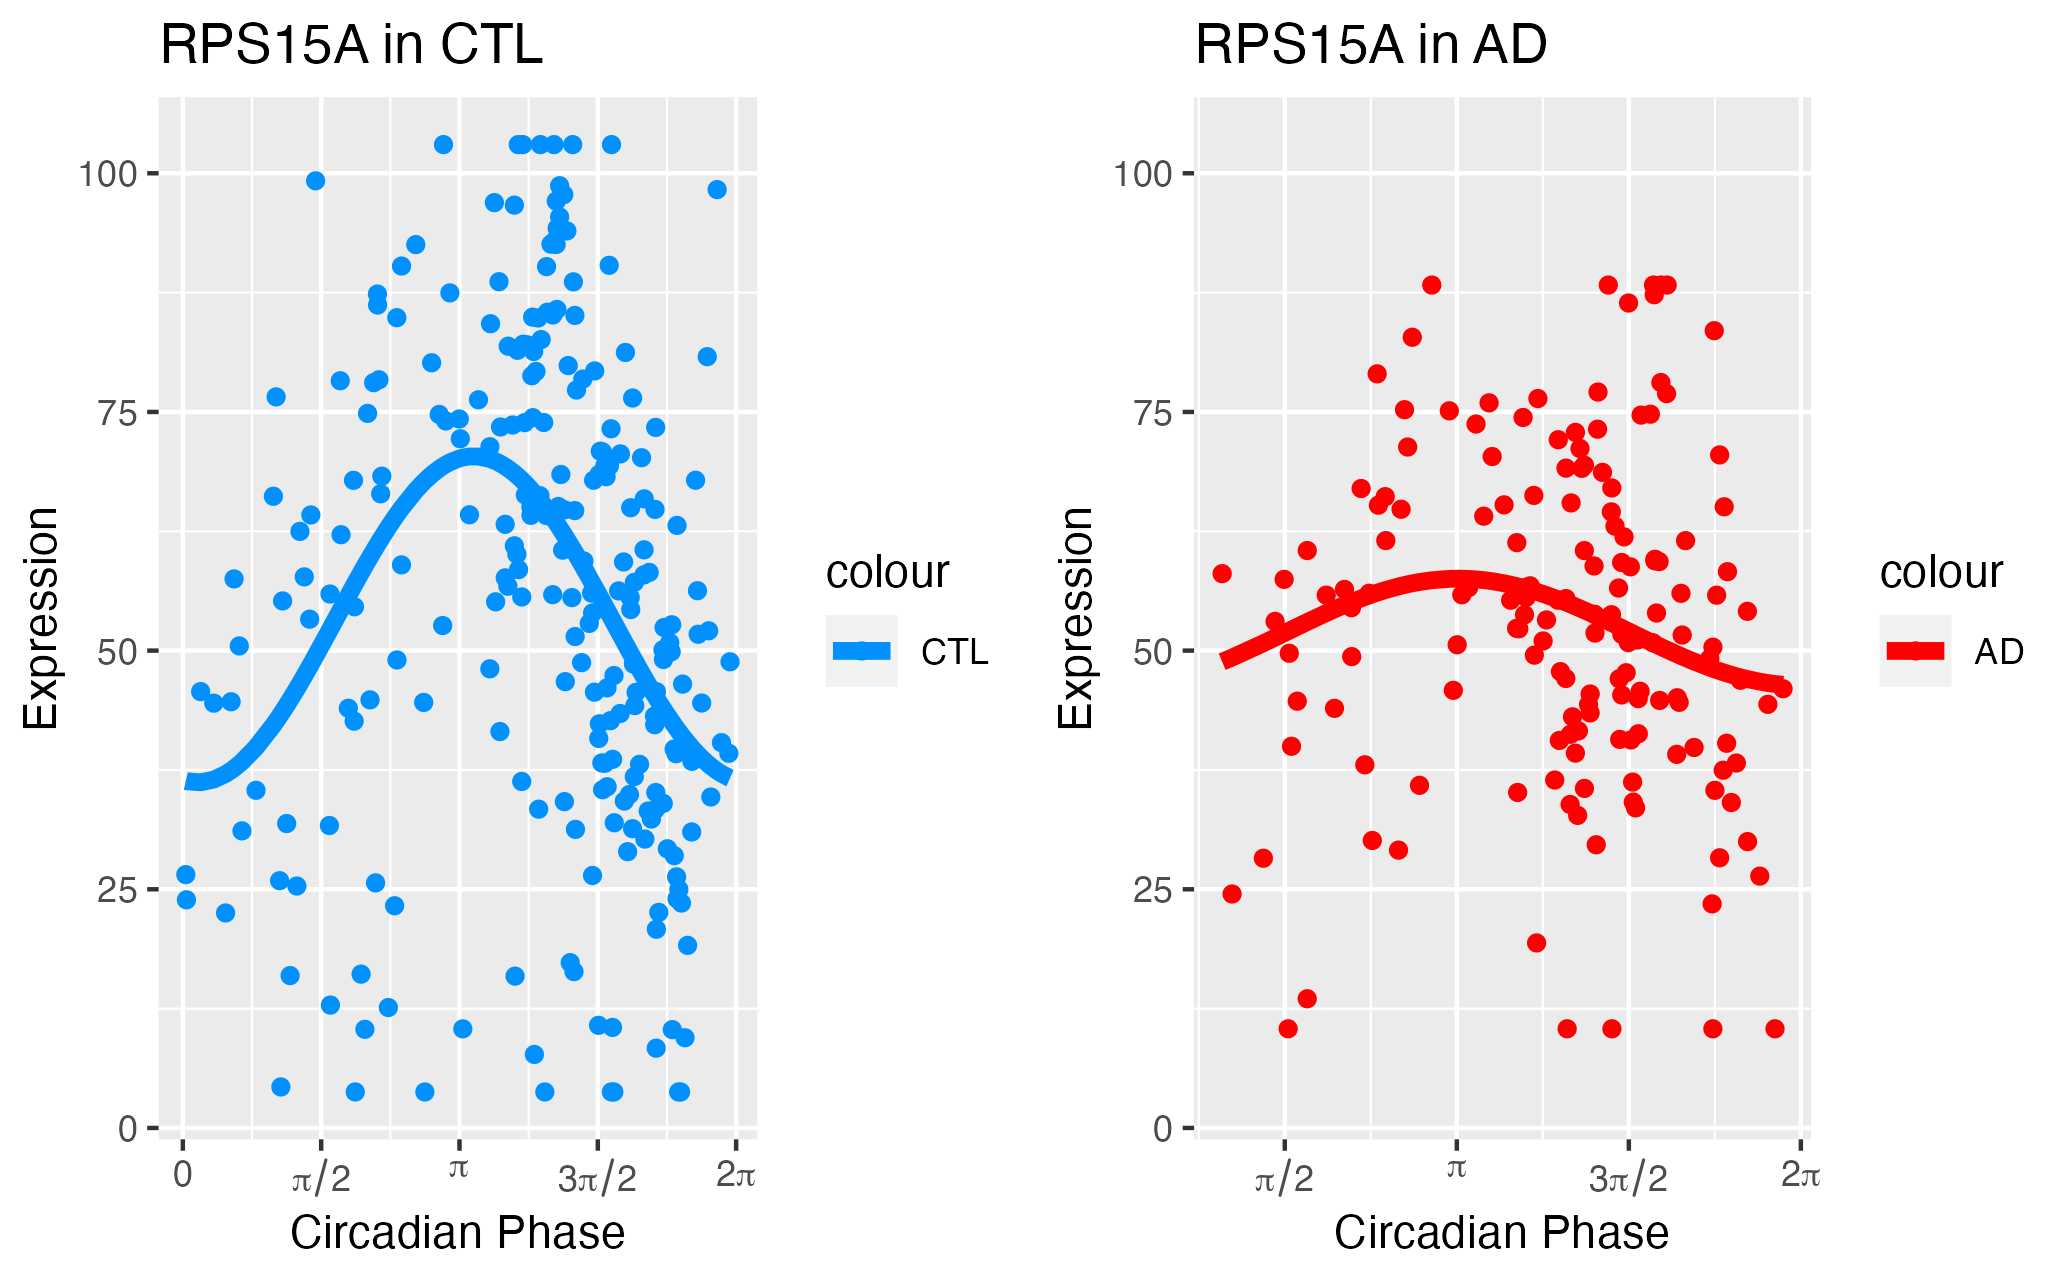 RPS15A in CTL
100
75
50
25
0
Expression
0
π/2
π
3π/2
2π
Circadian Phase
colour
CTL
RPS15A in AD
100
75
50
25
0
Expression
π/2
π
3π/2
2π
Circadian Phase
colour
AD